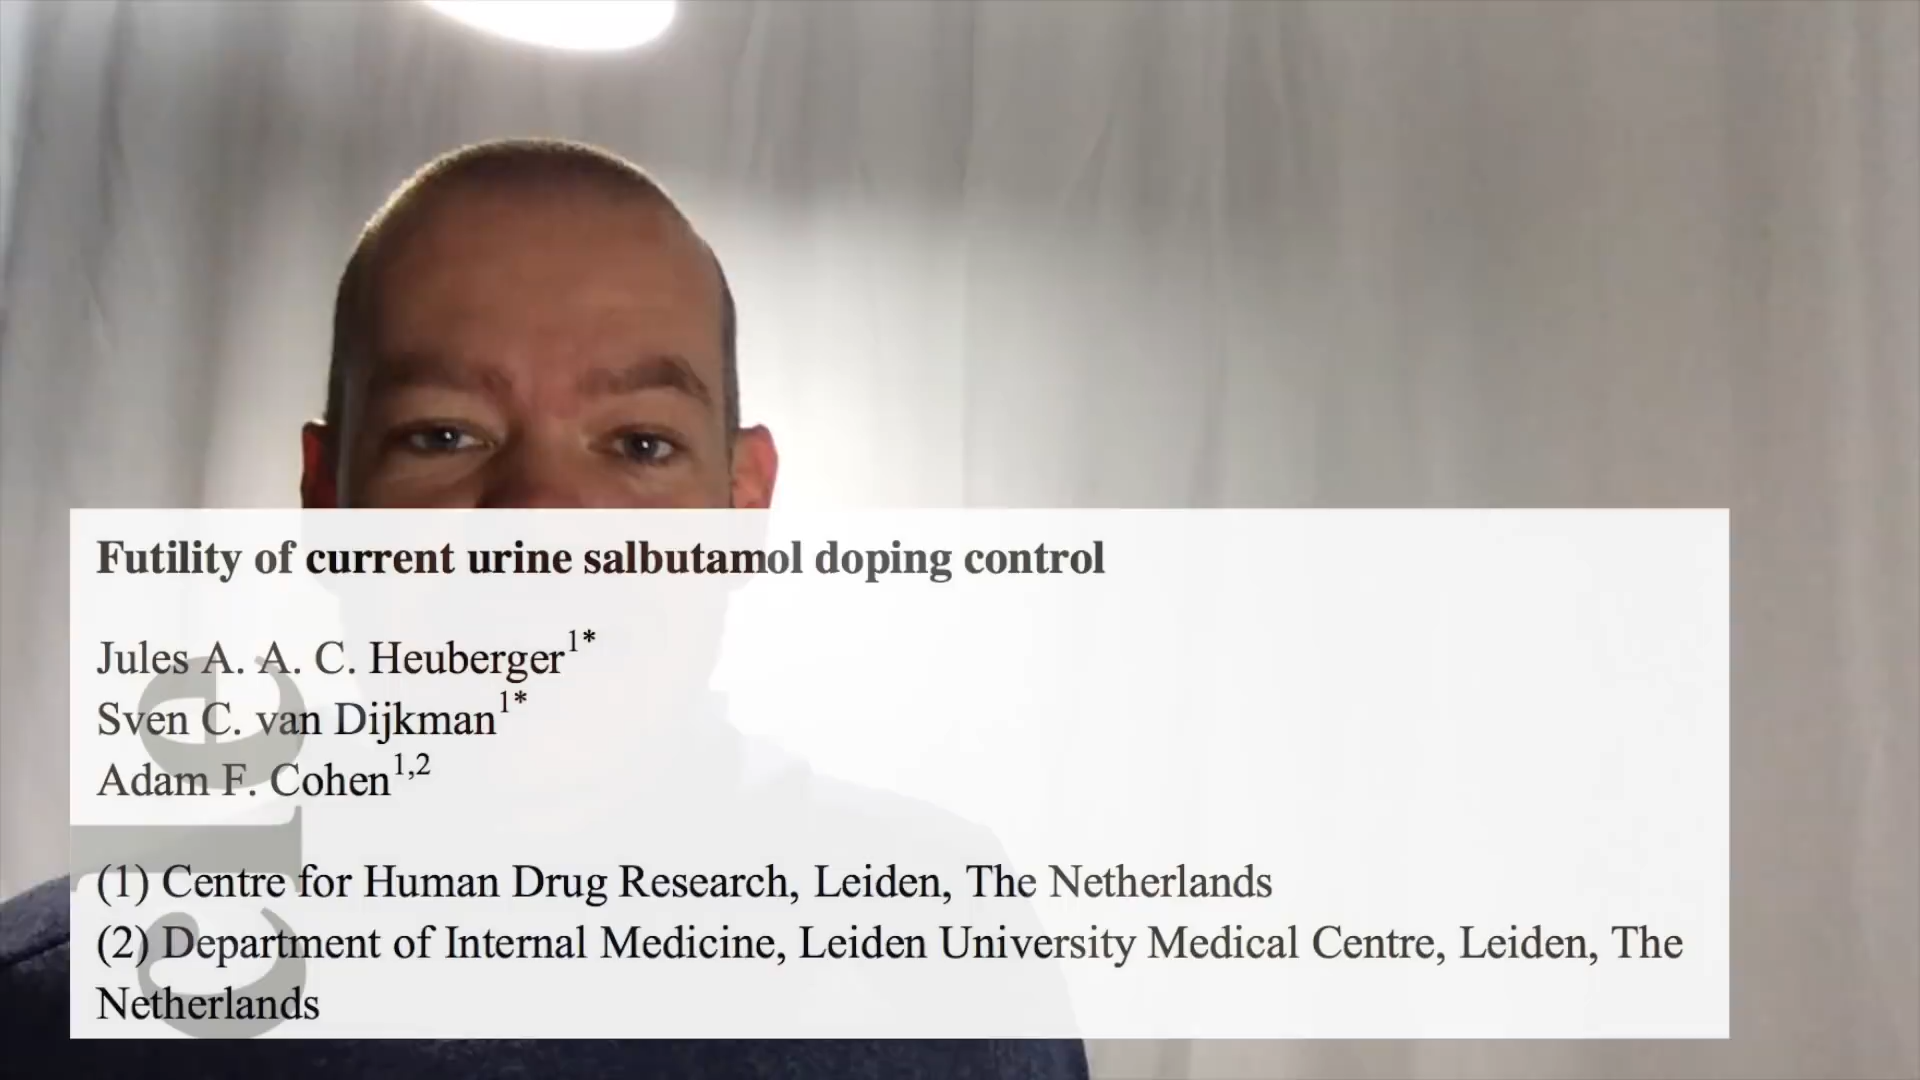 Futility of current urine salbutamol doping control
Jules A. A. C. Heuberger1*
Sven C. van Dijkman1*
Adam F. Cohen1,2
(1) Centre for Human Drug Research, Leiden, The Netherlands
(2) Department of Internal Medicine, Leiden University Medical Centre, Leiden, The
Netherlands